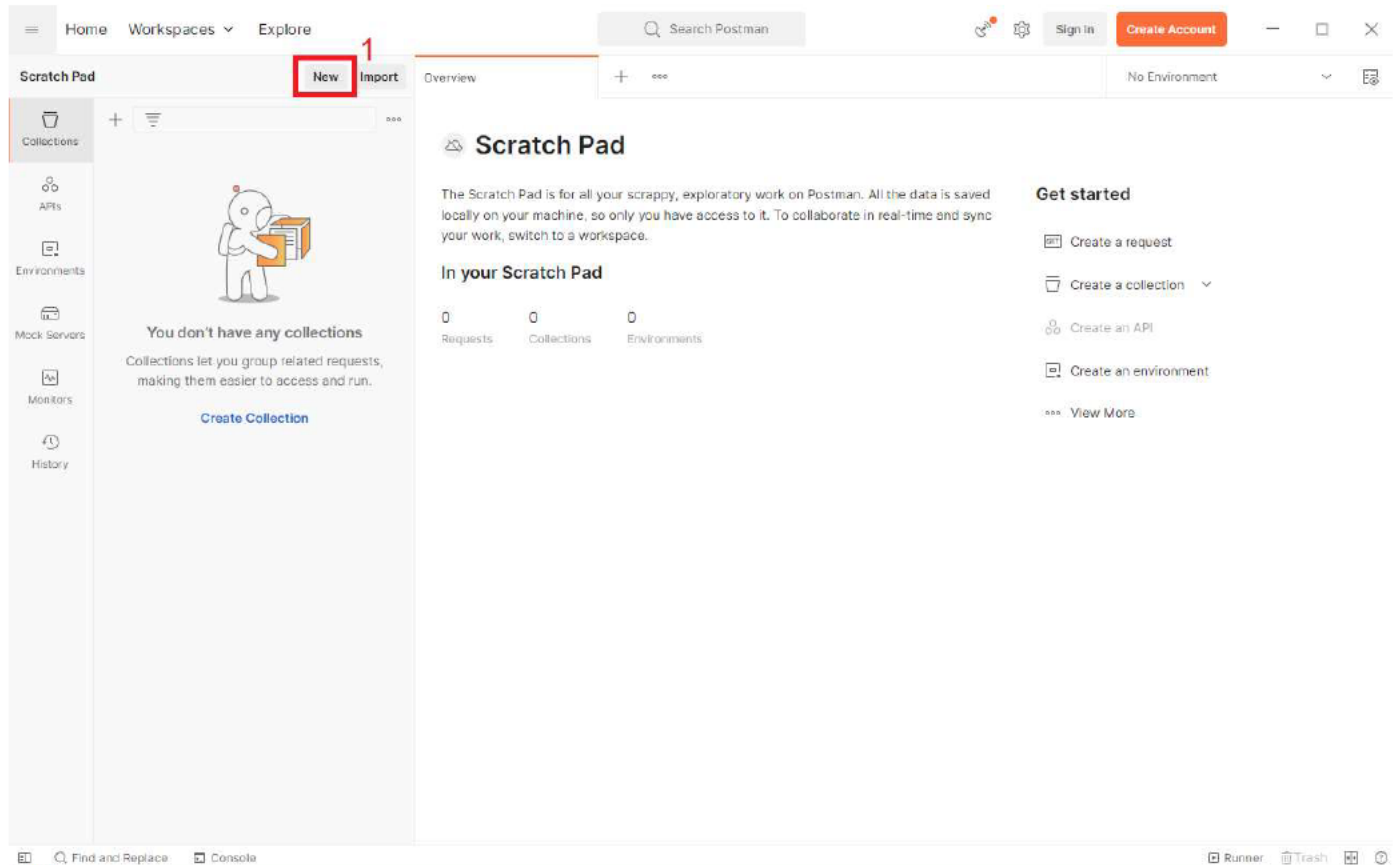 Home Workspaces Explore
Search Postman
Sign In
Create Account
1
Scratch Pad
New
Import
Overview
No Environment
Collections
APIs
Environments
Mock Servers
Monitors
History
You don't have any collections
Collections let you group related requests,
making them easier to access and run.
Create Collection
Scratch Pad
The Scratch Pad is for all your scrappy, exploratory work on Postman. All the data is saved
locally on your machine, so only you have access to it. To collaborate in real-time and sync
your work, switch to a workspace.
In your Scratch Pad
0 0 0
Requests Collections Environments
Get started
GET Create a request
Create a collection
Create an API
Create an environment
View More
Find and Replace Console
Runner Trash